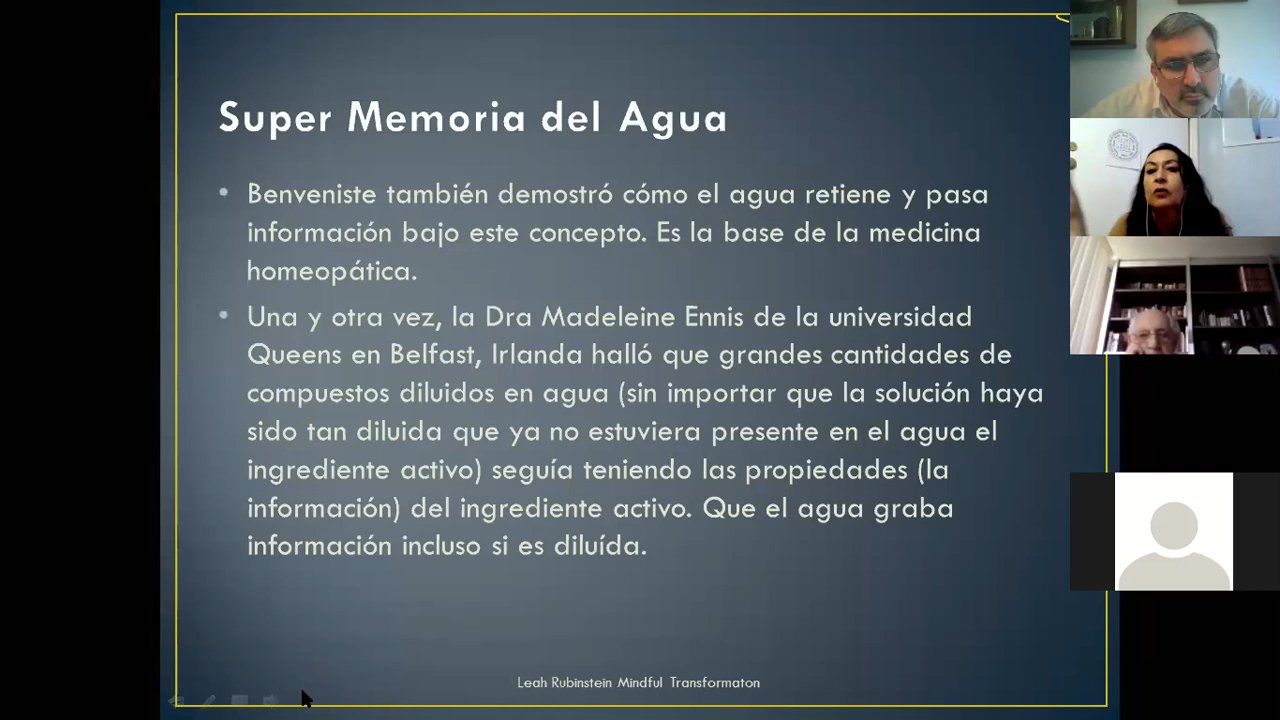 Super Memoria del Agua
• Benveniste también demostró cómo el agua retiene y pasa
información bajo este concepto. Es la base de la medicina
homeopática.
• Una y otra vez, la Dra Madeleine Ennis de la universidad
Queens en Belfast, Irlanda halló que grandes cantidades de
compuestos diluidos en agua (sin importar que la solución haya
sido tan diluida que ya no estuviera presente en el agua el
ingrediente activo) seguía teniendo las propiedades (la
información) del ingrediente activo. Que el agua graba
información incluso si es diluída.
Leah Rubinstein Mindful Transformaton